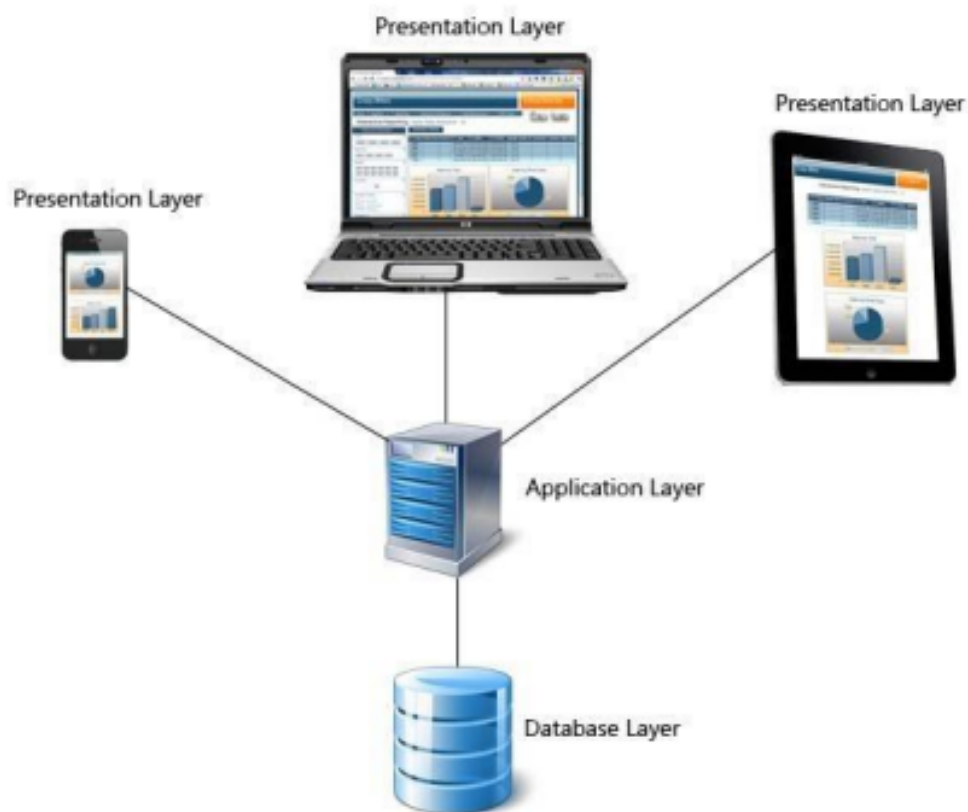 Presentation Layer
Presentation Layer
Presentation Layer
Application Layer
Database Layer